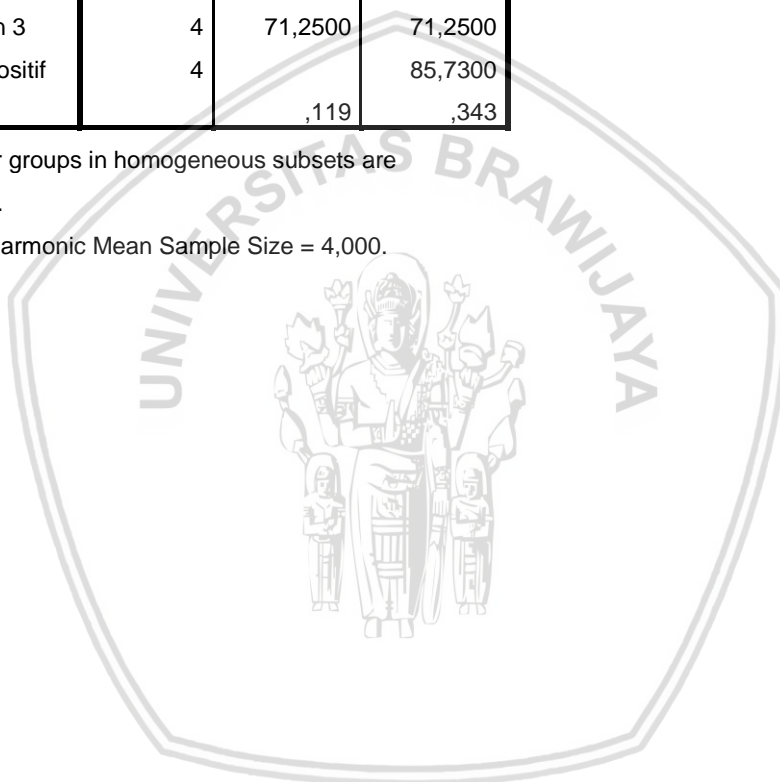 n 3 4 71,2500 71,2500
ositif 4 85,7300
,119 ,343
r groups in homogeneous subsets are
.
armonic Mean Sample Size = 4,000.
UNIVERSITAS BRAWIJAYA